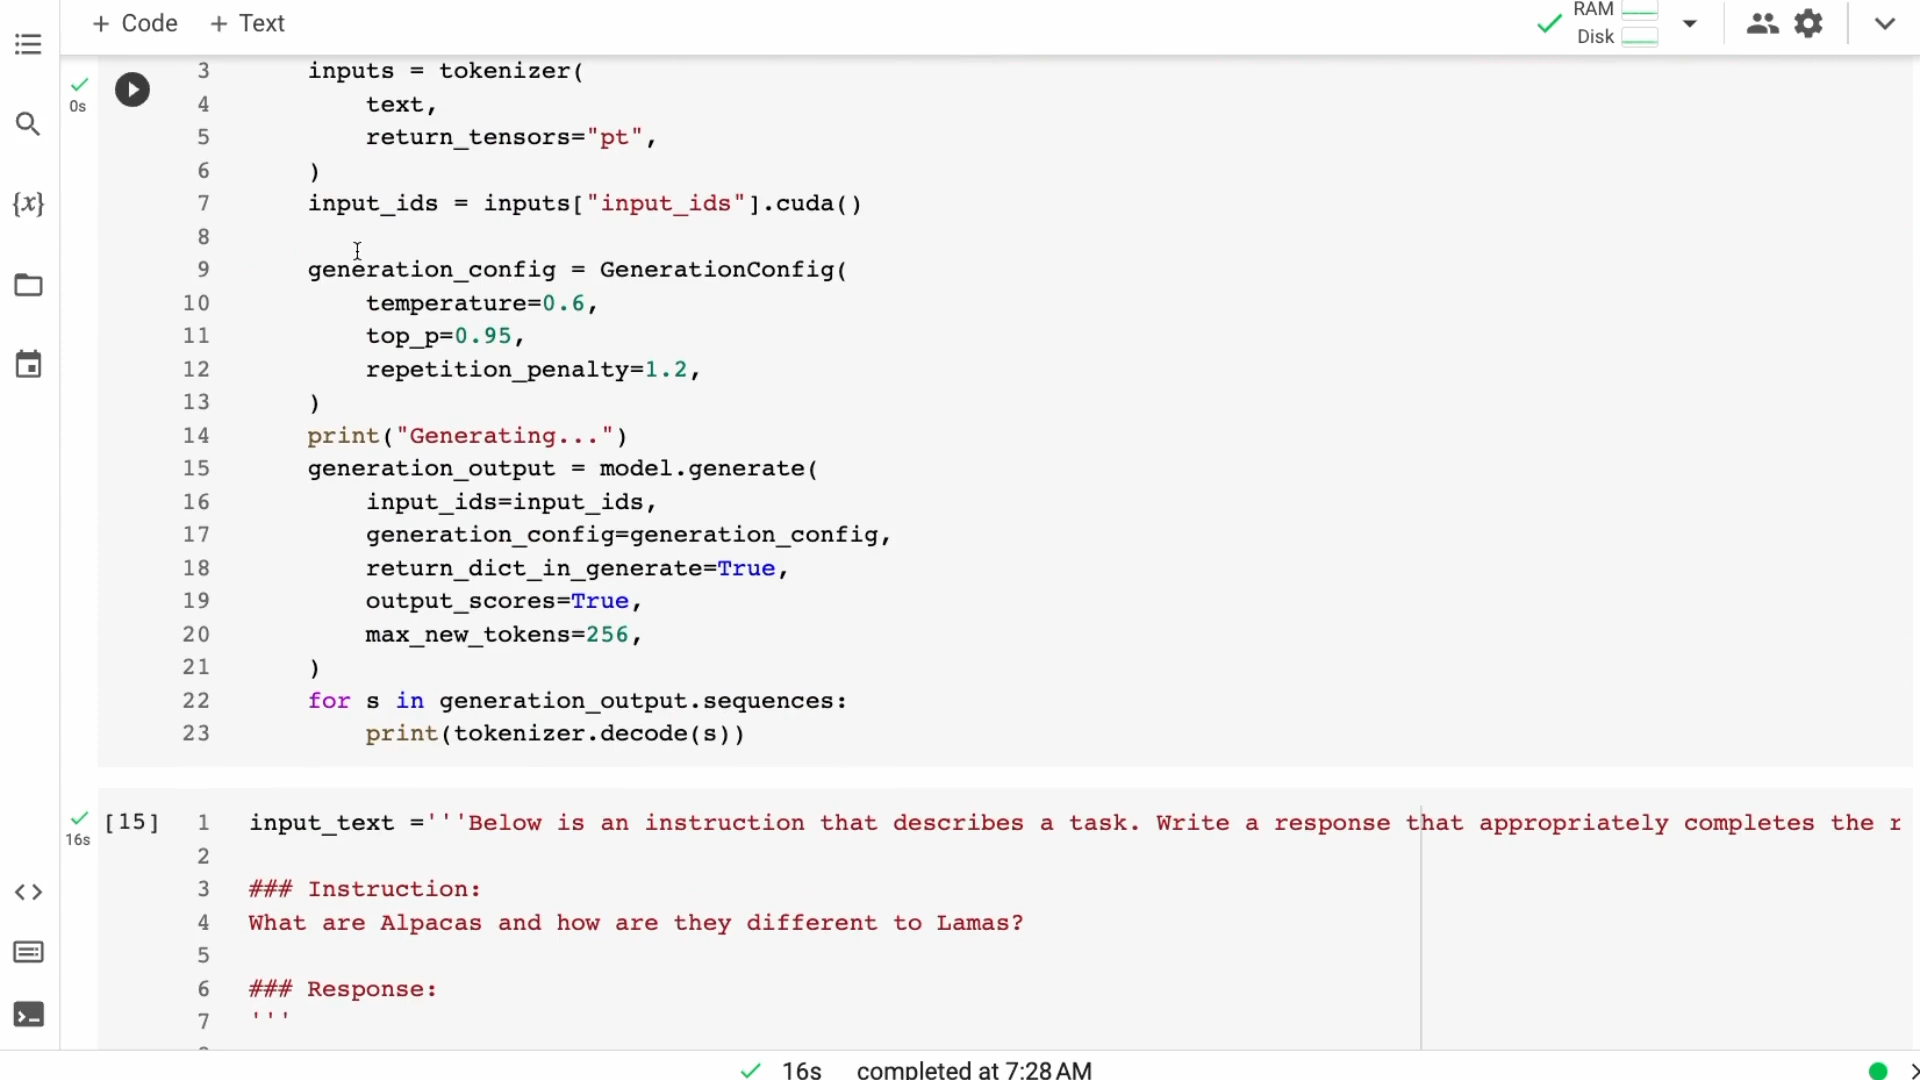 + Code + Text
RAM
Disk
0s
3 inputs = tokenizer(
4 text,
5 return_tensors="pt",
6 )
7 input_ids = inputs["input_ids"].cuda()
8
9 generation_config = GenerationConfig(
10 temperature=0.6,
11 top_p=0.95,
12 repetition_penalty=1.2,
13 )
14 print("Generating...")
15 generation_output = model.generate(
16 input_ids=input_ids,
17 generation_config=generation_config,
18 return_dict_in_generate=True,
19 output_scores=True,
20 max_new_tokens=256,
21 )
22 for s in generation_output.sequences:
23 print(tokenizer.decode(s))
16s
[15] 1 input_text ='''Below is an instruction that describes a task. Write a response that appropriately completes the r
2
3 ### Instruction:
4 What are Alpacas and how are they different to Lamas?
5
6 ### Response:
7 '''
16s completed at 7:28 AM